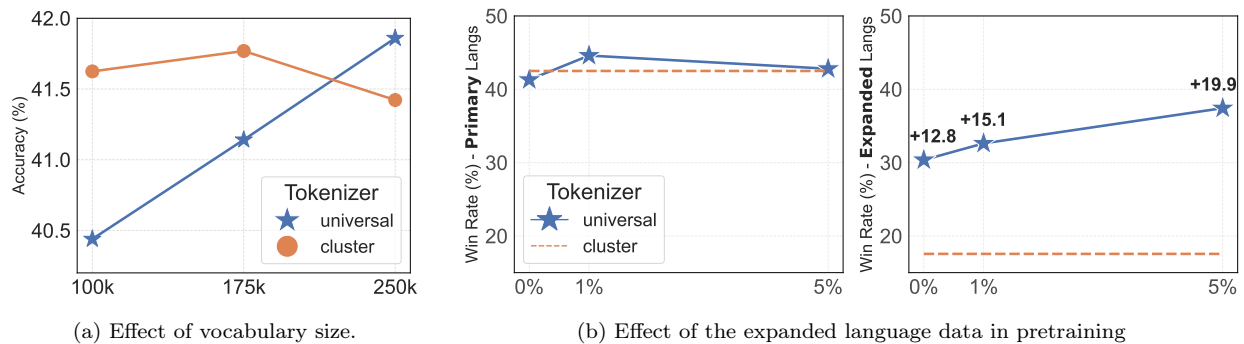 42.0
41.5
41.0
40.5
Accuracy (%)
100k
175k
250k
Tokenizer
universal
cluster
(a) Effect of vocabulary size.
50
40
30
20
Win Rate (%) - Primary Langs
0%
1%
5%
Tokenizer
universal
cluster
50
40
30
20
Win Rate (%) - Expanded Langs
+12.8
+15.1
+19.9
0%
1%
5%
(b) Effect of the expanded language data in pretraining